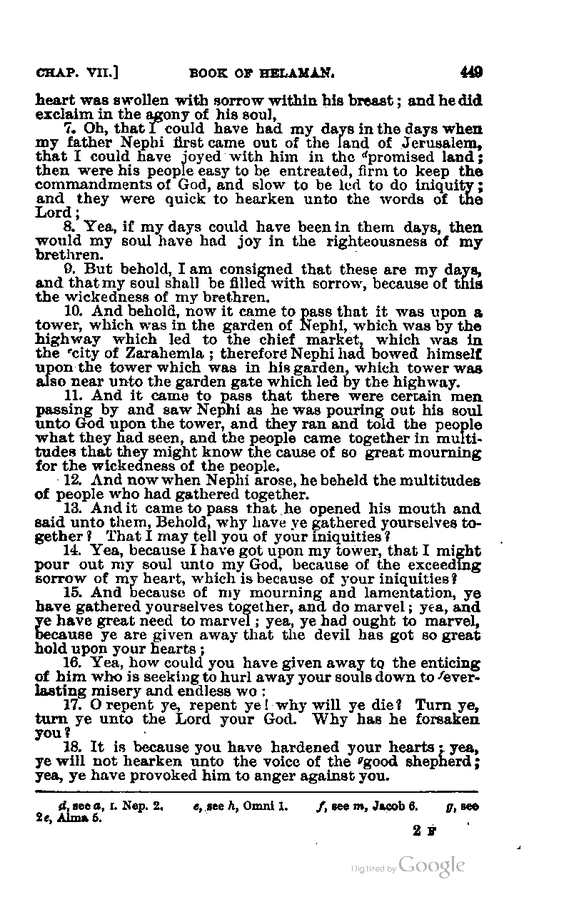 CHAP. VII.] BOOK OF HELAMAN. 449
heart was swollen with sorrow within his breast; and he did
exclaim in the agony of his soul,
7. Oh, that I could have had my days in the days when
my father Nephi first came out of the land of Jerusalem,
that I could have joyed with him in the dpromised land;
then were his people easy to be entreated, firm to keep the
commandments of God, and slow to be led to do iniquity;
and they were quick to hearken unto the words of the
Lord;
8. Yea, if my days could have been in them days, then
would my soul have had joy in the righteousness of my
brethren.
9. But behold, I am consigned that these are my days,
and that my soul shall be filled with sorrow, because of this
the wickedness of my brethren.
10. And behold, now it came to pass that it was upon a
tower, which was in the garden of Nephi, which was by the
highway which led to the chief market, which was in
the ecity of Zarahemla; therefore Nephi had bowed himself
upon the tower which was in his garden, which tower was
also near unto the garden gate which led by the highway.
11. And it came to pass that there were certain men
passing by and saw Nephi as he was pouring out his soul
unto God upon the tower, and they ran and told the people
what they had seen, and the people came together in multi-
tudes that they might know the cause of so great mourning
for the wickedness of the people.
12. And now when Nephi arose, he beheld the multitudes
of people who had gathered together.
13. And it came to pass that he opened his mouth and
said unto them, Behold, why have ye gathered yourselves to-
gether? That I may tell you of your iniquities?
14. Yea, because I have got upon my tower, that I might
pour out my soul unto my God, because of the exceeding
sorrow of my heart, which is because of your iniquities?
15. And because of my mourning and lamentation, ye
have gathered yourselves together, and do marvel; yea, and
ye have great need to marvel; yea, ye had ought to marvel,
because ye are given away that the devil has got so great
hold upon your hearts;
16. Yea, how could you have given away to the enticing
of him who is seeking to hurl away your souls down to fever-
lasting misery and endless wo:
17. O repent ye, repent ye! why will ye die? Turn ye,
turn ye unto the Lord your God. Why has he forsaken
you?
18. It is because you have hardened your hearts; yea,
ye will not hearken unto the voice of the ggood shepherd;
yea, ye have provoked him to anger against you.
d, see a, I. Nep. 2. e, see h, Omni 1. f, see m, Jacob 6. g, see
2e, Alma 5.
2 F
Digitized by Google